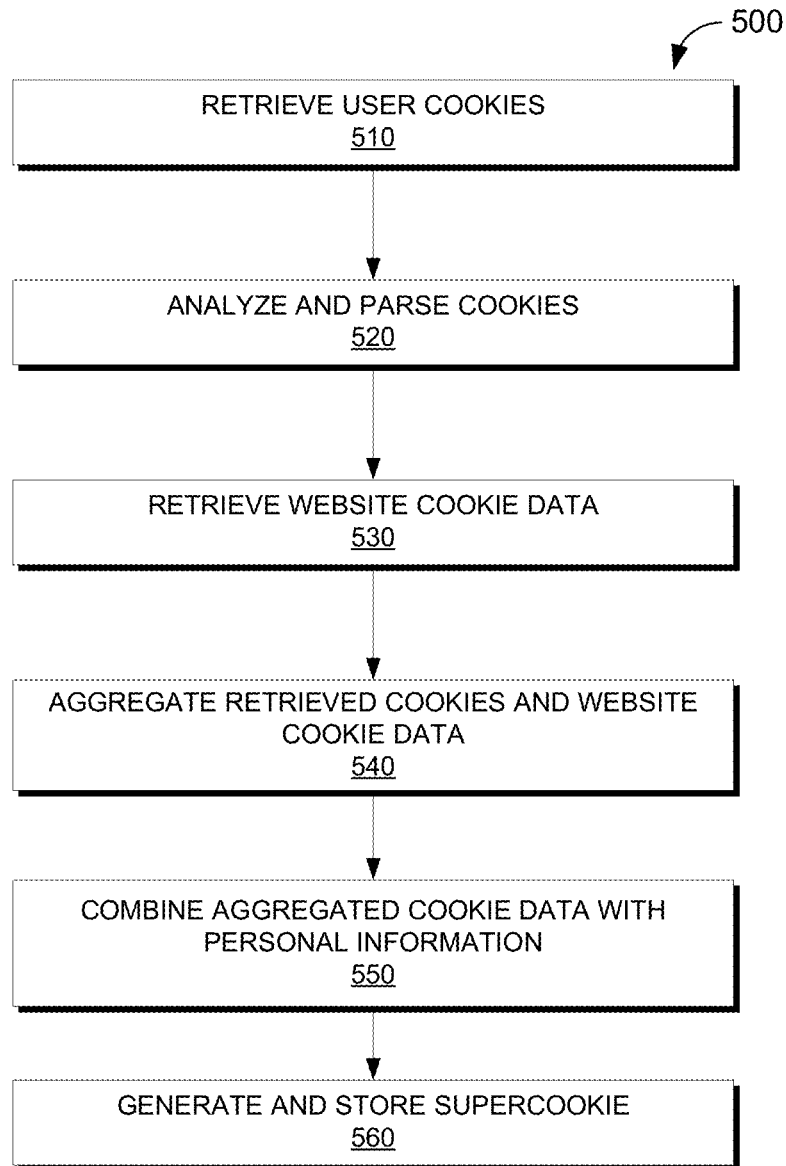 500
RETRIEVE USER COOKIES
510
ANALYZE AND PARSE COOKIES
520
RETRIEVE WEBSITE COOKIE DATA
530
AGGREGATE RETRIEVED COOKIES AND WEBSITE
COOKIE DATA
540
COMBINE AGGREGATED COOKIE DATA WITH
PERSONAL INFORMATION
550
GENERATE AND STORE SUPERCOOKIE
560